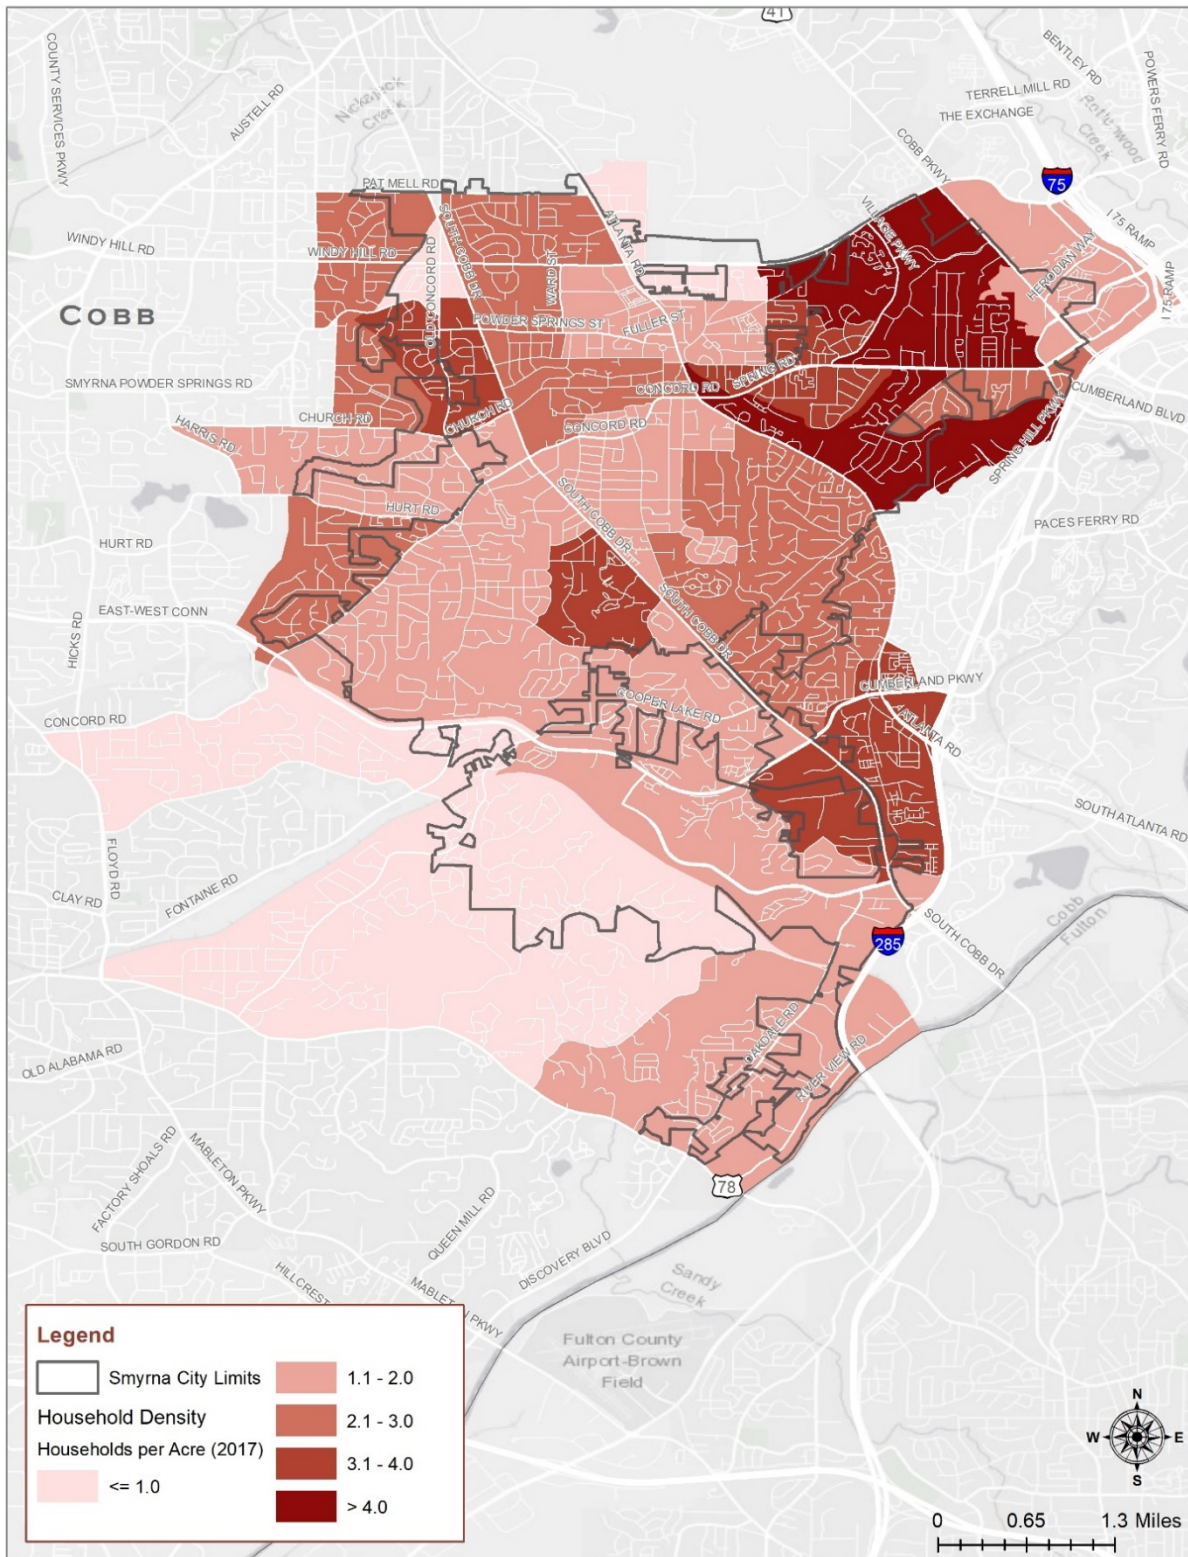 41
COUNTY SERVICES PKWY
AUSTELL RD
Nickajack
Creek
BENTLEY RD
POWERS FERRY RD
TERRELL MILL RD
THE EXCHANGE
Rottenwood
Creek
COBB PKWY
75
PAT MELL RD
I 75 RAMP
WINDY HILL RD
WINDY HILL RD
SOUTH COBB DR
ATLANTA RD
VILLAGE PKWY
HERODIAN WAY
I 75 RAMP
OLD CONCORD RD
WARD ST
COBB
POWDER SPRINGS ST
FULLER ST
SPRING RD
SMYRNA POWDER SPRINGS RD
CONCORD RD
CUMBERLAND BLVD
CHURCH RD
CHURCH RD
CONCORD RD
HARRIS RD
SPRING HILL PKWY
HURT RD
SOUTH COBB DR
PACES FERRY RD
HURT RD
EAST-WEST CONN
HICKS RD
SOUTH COBB DR
CUMBERLAND PKWY
COOPER LAKE RD
CONCORD RD
ATLANTA RD
SOUTH ATLANTA RD
FLOYD RD
CLAY RD
FONTAINE RD
Cobb
Fulton
SOUTH COBB DR
285
OAKDALE RD
RIVER VIEW RD
OLD ALABAMA RD
FACTORY SHOALS RD
MABLETON PKWY
78
QUEEN MILL RD
SOUTH GORDON RD
DISCOVERY BLVD
HILLCREST
MABLETON PKWY
Sandy
Creek
Fulton County
Airport-Brown
Field
Legend
Smyrna City Limits
Household Density
Households per Acre (2017)
<= 1.0
1.1 - 2.0
2.1 - 3.0
3.1 - 4.0
> 4.0
N
W E
S
0 0.65 1.3 Miles